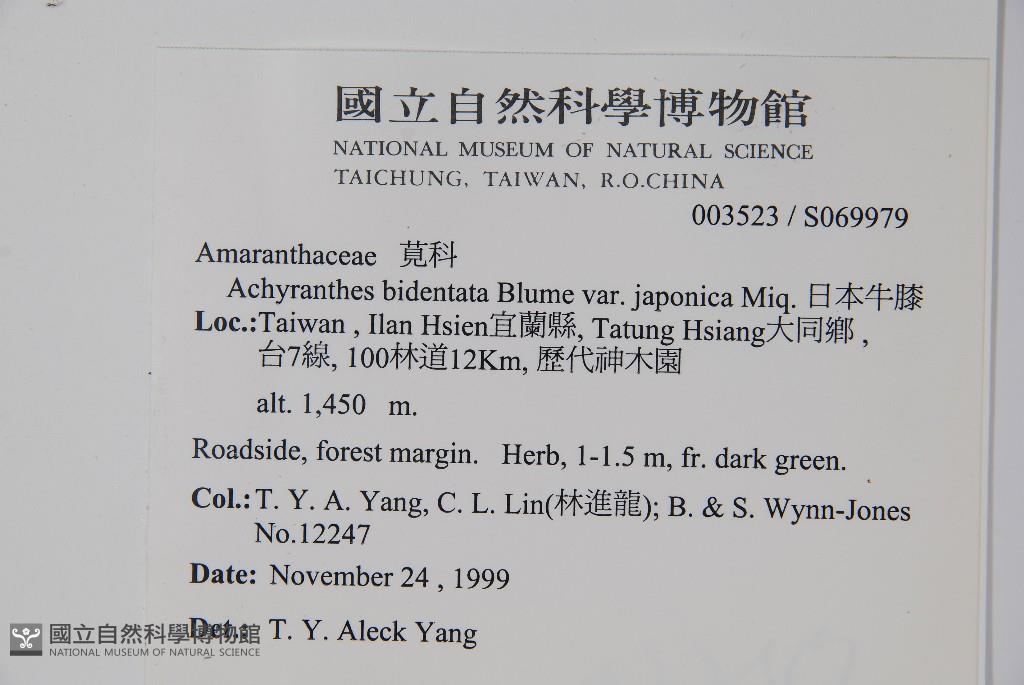 國立自然科學博物館
NATIONAL MUSEUM OF NATURAL SCIENCE
TAICHUNG, TAIWAN, R.O.CHINA
003523 / S069979
Amaranthaceae 莧科
Achyranthes bidentata Blume var. japonica Miq. 日本牛膝
Loc.:Taiwan , Ilan Hsien宜蘭縣, Tatung Hsiang大同鄉 ,
台7線, 100林道12Km, 歷代神木園
alt. 1,450 m.
Roadside, forest margin. Herb, 1-1.5 m, fr. dark green.
Col.:T. Y. A. Yang, C. L. Lin(林進龍); B. & S. Wynn-Jones
No.12247
Date: November 24 , 1999
Det.: T. Y. Aleck Yang
國立自然科學博物館
NATIONAL MUSEUM OF NATURAL SCIENCE